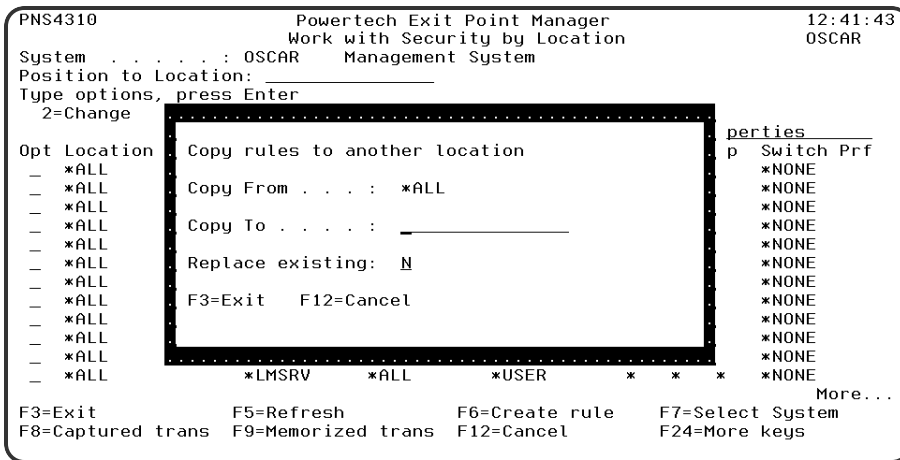 PNS4310 Powertech Exit Point Manager 12:41:43
Work with Security by Location OSCAR
System . . . . . : OSCAR Management System
Position to Location: _______________
Type options, press Enter
2=Change
perties
Opt Location p Switch Prf
_ *ALL *NONE
_ *ALL *NONE
_ *ALL *NONE
_ *ALL *NONE
_ *ALL *NONE
_ *ALL *NONE
_ *ALL *NONE
_ *ALL *NONE
_ *ALL *NONE
_ *ALL *NONE
_ *ALL *NONE
Copy rules to another location
Copy From . . . : *ALL
Copy To . . . . : _______________
Replace existing: N
F3=Exit F12=Cancel
_ *ALL *LMSRV *ALL *USER * * * *NONE
More...
F3=Exit F5=Refresh F6=Create rule F7=Select System
F8=Captured trans F9=Memorized trans F12=Cancel F24=More keys